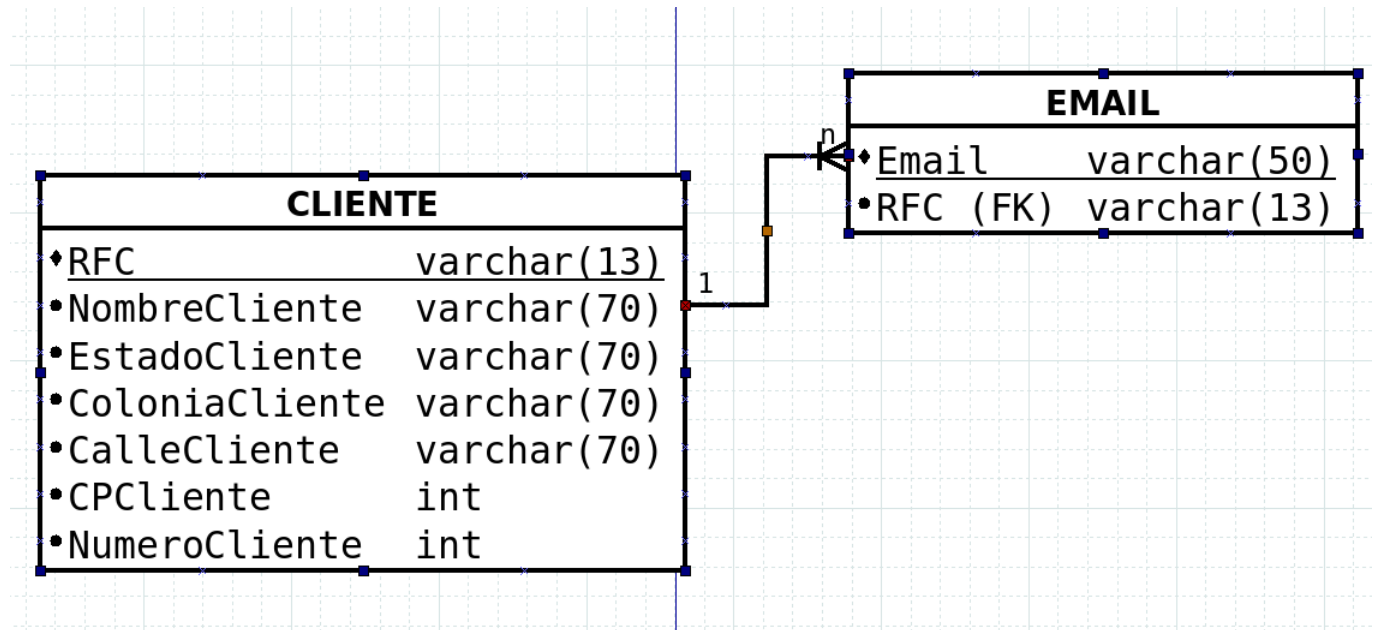 CLIENTE
RFC varchar(13)
NombreCliente varchar(70)
EstadoCliente varchar(70)
ColoniaCliente varchar(70)
CalleCliente varchar(70)
CPCliente int
NumeroCliente int
1
n
EMAIL
Email varchar(50)
RFC (FK) varchar(13)